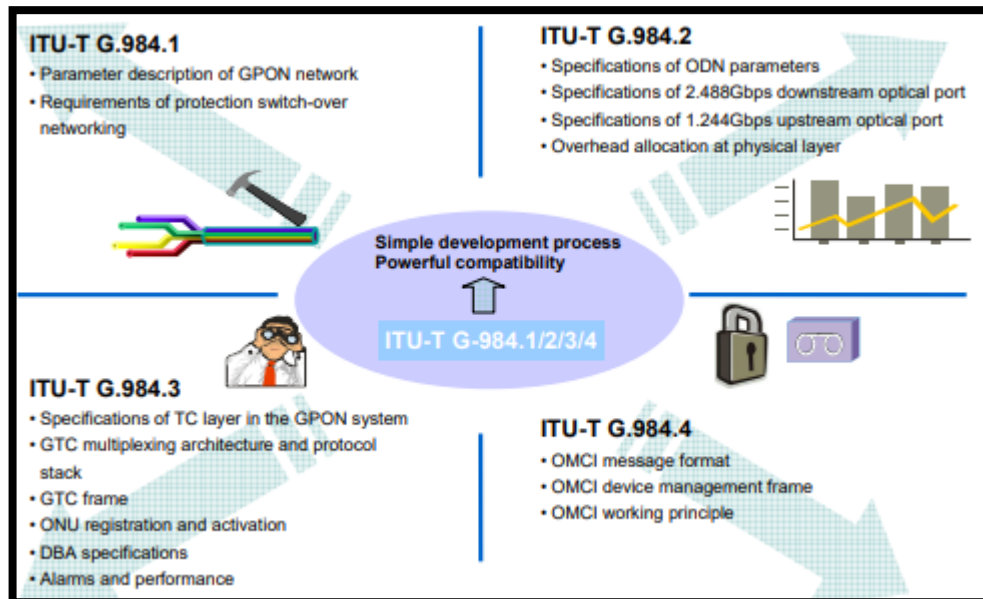 ITU-T G.984.1
• Parameter description of GPON network
• Requirements of protection switch-over
networking
ITU-T G.984.2
• Specifications of ODN parameters
• Specifications of 2.488Gbps downstream optical port
• Specifications of 1.244Gbps upstream optical port
• Overhead allocation at physical layer
Simple development process
Powerful compatibility
ITU-T G-984.1/2/3/4
ITU-T G.984.3
• Specifications of TC layer in the GPON system
• GTC multiplexing architecture and protocol
stack
• GTC frame
• ONU registration and activation
• DBA specifications
• Alarms and performance
ITU-T G.984.4
• OMCI message format
• OMCI device management frame
• OMCI working principle